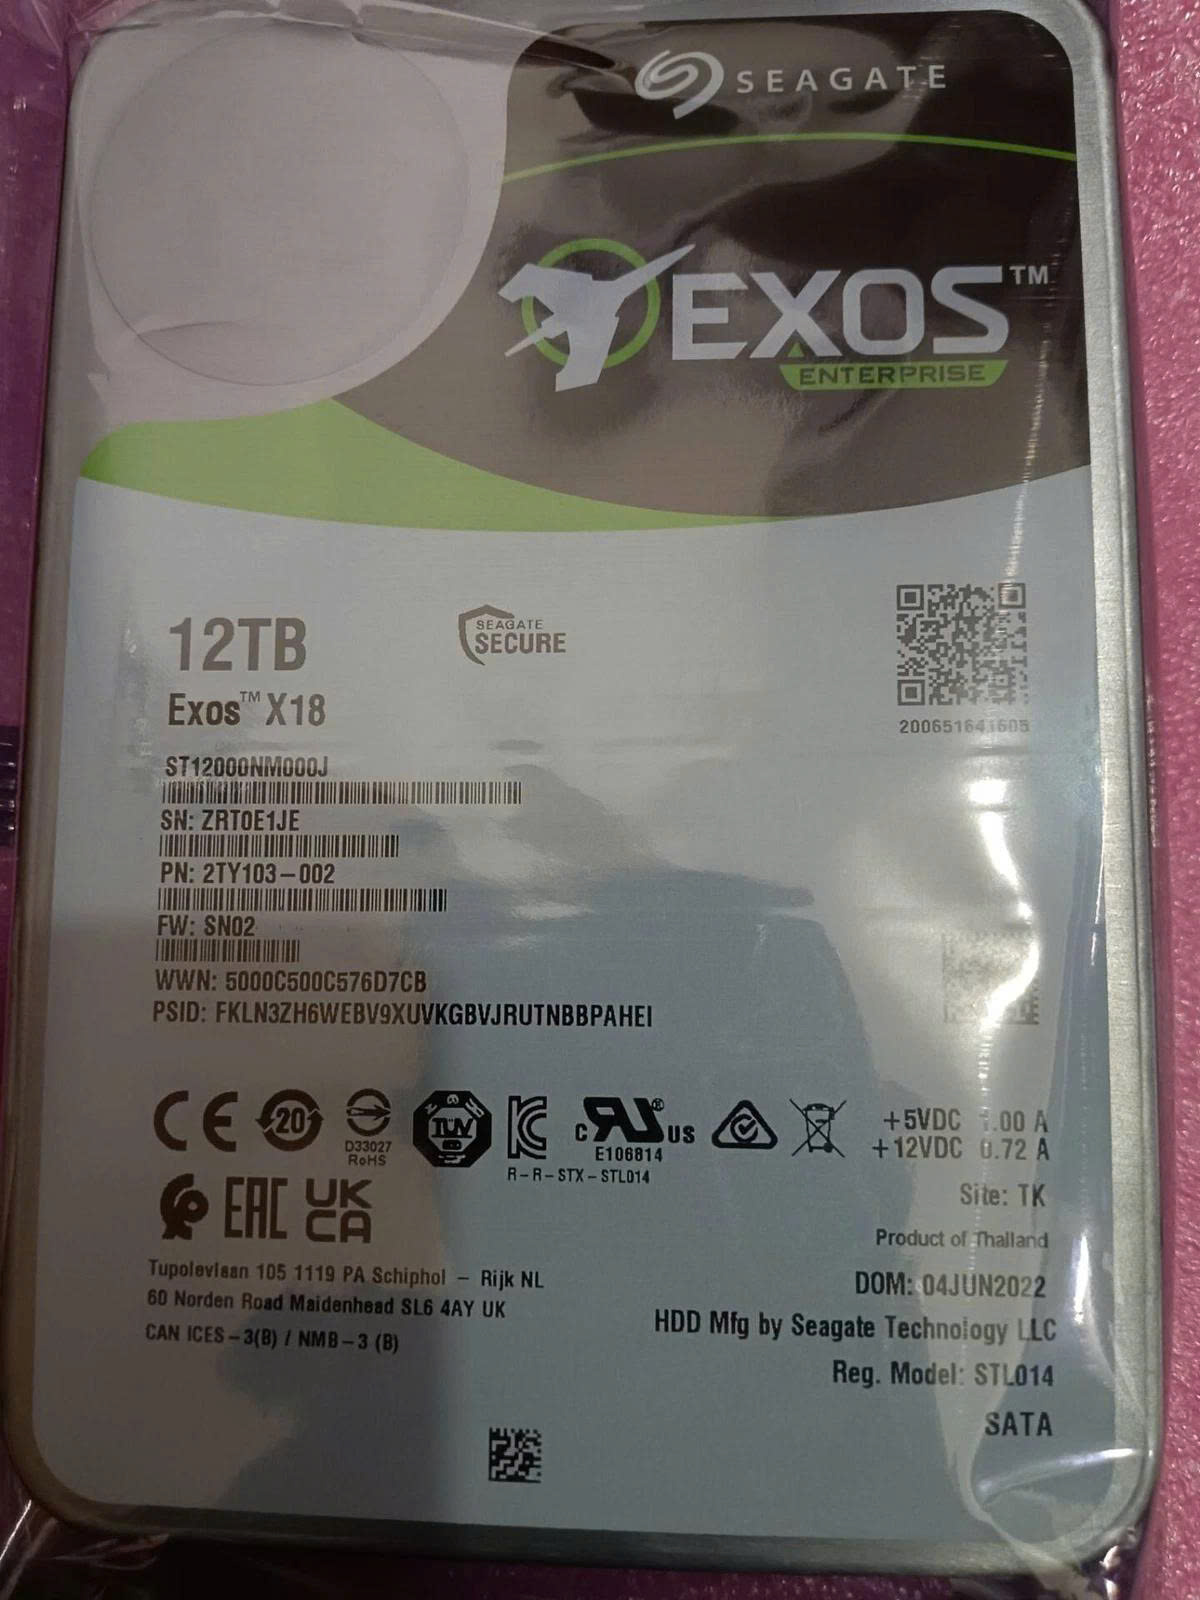 SEAGATE
EXOS™
ENTERPRISE
12TB
SEAGATE
SECURE
Exos™ X18
200651641605
ST12000NM000J
SN: ZRT0E1JE
PN: 2TY103-002
FW: SN02
WWN: 5000C500C576D7CB
PSID: FKLN3ZH6WEBV9XUVKGBVJRUTNBBPAHEI
CE
20
D33027
RoHS
TÜV
C RU® US
E106814
R-R-STX-STL014
+5VDC 1.00 A
+12VDC 0.72 A
EAC
UK
CA
Site: TK
Product of Thailand
Tupolevlaan 105 1119 PA Schiphol – Rijk NL
DOM: 04JUN2022
60 Norden Road Maidenhead SL6 4AY UK
HDD Mfg by Seagate Technology LLC
CAN ICES-3(B) / NMB-3 (B)
Reg. Model: STL014
SATA